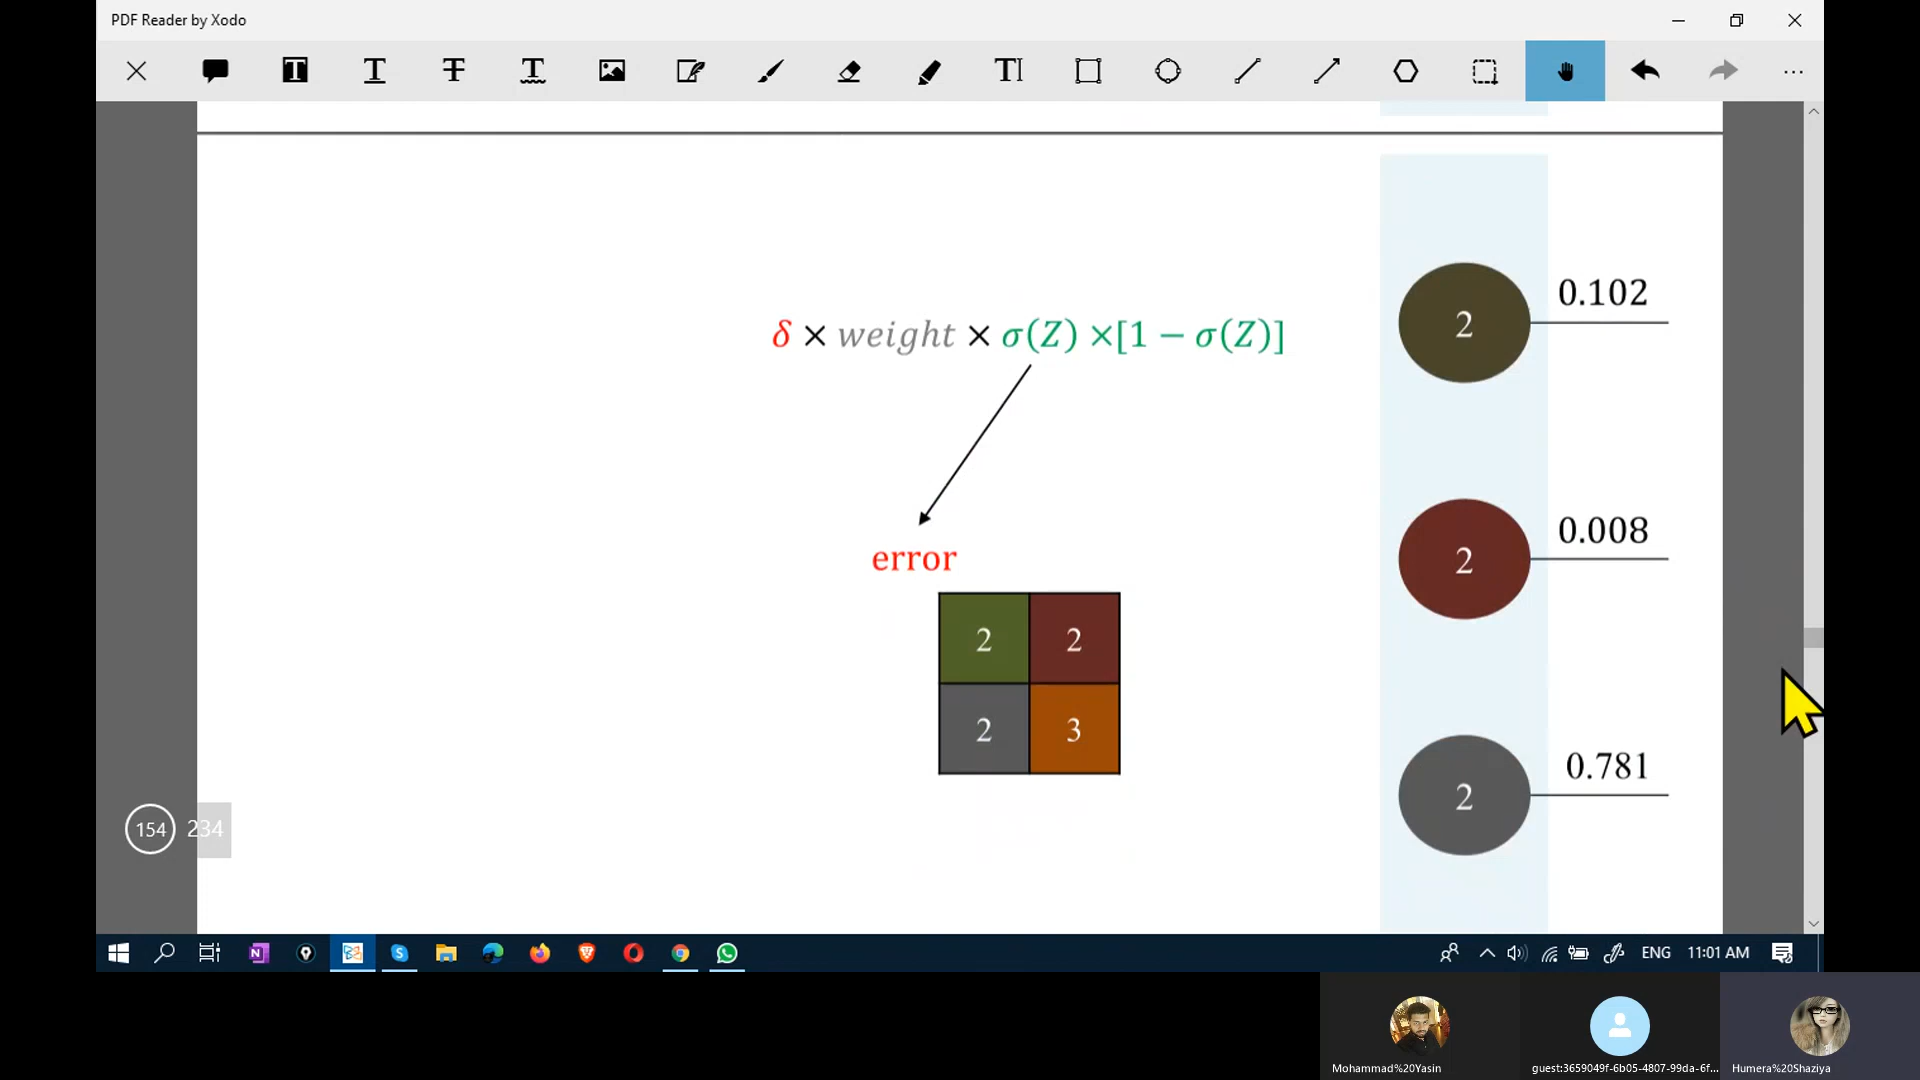 PDF Reader by Xodo
δ × weight × σ(Z) ×[1 − σ(Z)]
error
2 2
2 3
2 0.102
2 0.008
2 0.781
154 234
ENG 11:01 AM
Mohammad%20Yasin
guest:3659049f-6b05-4807-99da-6f...
Humera%20Shaziya